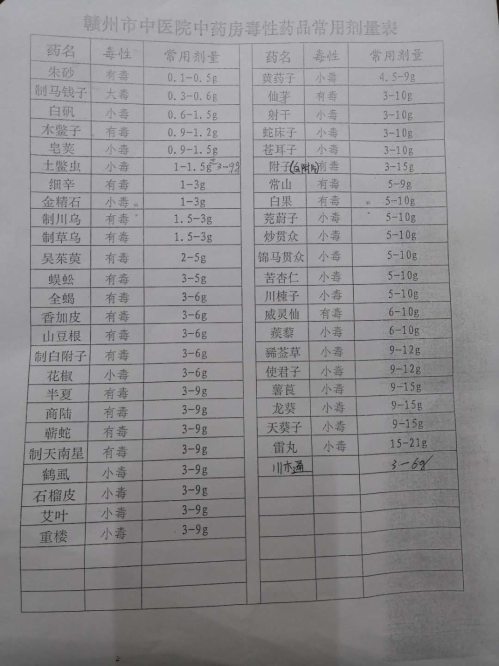 赣州市中医院中药房毒性药品常用剂量表
药名 毒性 常用剂量
朱砂 有毒 0.1-0.5g
制马钱子 大毒 0.3-0.6g
白矾 小毒 0.6-1.5g
木鳖子 有毒 0.9-1.2g
皂荚 小毒 0.9-1.5g
土鳖虫 小毒 1-1.5g 3-9g
细辛 有毒 1-3g
金精石 小毒 1-3g
制川乌 有毒 1.5-3g
制草乌 有毒 1.5-3g
吴茱萸 有毒 2-5g
蜈蚣 有毒 3-5g
全蝎 有毒 3-6g
香加皮 有毒 3-6g
山豆根 有毒 3-6g
制白附子 有毒 3-6g
花椒 小毒 3-6g
半夏 有毒 3-9g
商陆 有毒 3-9g
蕲蛇 有毒 3-9g
制天南星 有毒 3-9g
鹤虱 小毒 3-9g
石榴皮 小毒 3-9g
艾叶 小毒 3-9g
重楼 小毒 3-9g
药名 毒性 常用剂量
黄药子 小毒 4.5-9g
仙芽 有毒 3-10g
射干 小毒 3-10g
蛇床子 小毒 3-10g
苍耳子 小毒 3-10g
附子 有毒 3-15g
常山 有毒 5-9g
白果 有毒 5-10g
茺蔚子 小毒 5-10g
炒贯众 小毒 5-10g
锦马贯众 小毒 5-10g
苦杏仁 小毒 5-10g
川楝子 小毒 5-10g
威灵仙 有毒 6-10g
蒺藜 小毒 6-10g
豨莶草 小毒 9-12g
使君子 小毒 9-12g
薯茛 小毒 9-15g
龙葵 小毒 9-15g
天葵子 小毒 9-15g
雷丸 小毒 15-21g
川木通 3-6g